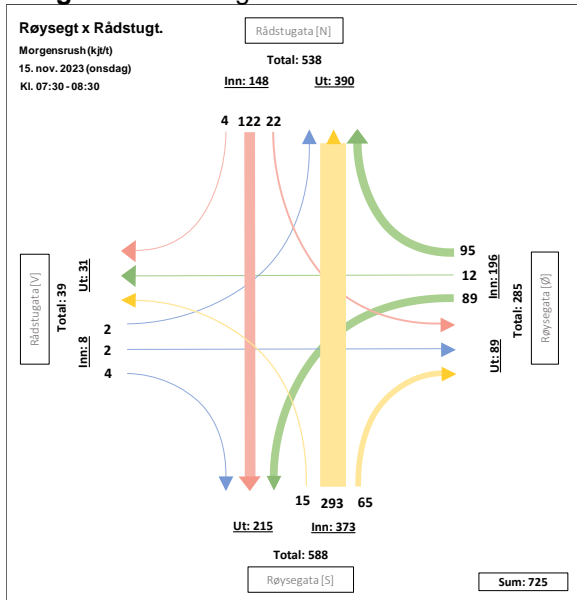 Røysegt x Rådstugt.
Morgensrush (kjt/t)
15. nov. 2023 (onsdag)
Kl. 07:30 - 08:30
Rådstugata [N]
Total: 538
Inn: 148
Ut: 390
4 122 22
Rådstugata [V]
Total: 39
Ut: 31
Inn: 8
2
2
4
95
12
89
Inn: 196
Ut: 89
Total: 285
Røysegata [Ø]
15 293 65
Ut: 215
Inn: 373
Total: 588
Røysegata [S]
Sum: 725